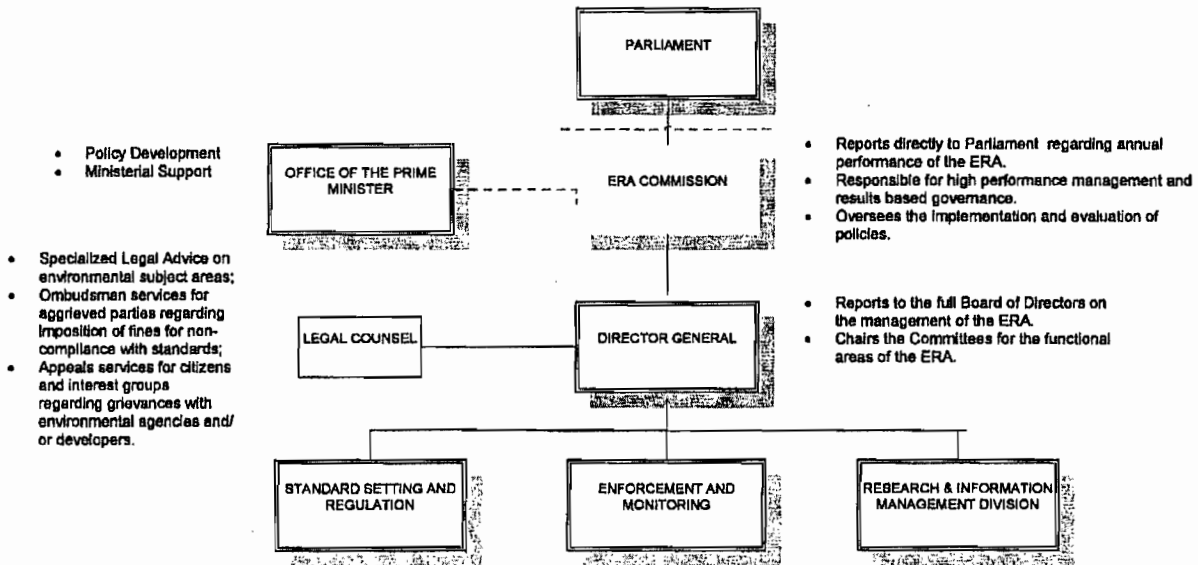 PARLIAMENT
• Policy Development
• Ministerial Support
OFFICE OF THE PRIME
MINISTER
ERA COMMISSION
• Reports directly to Parliament regarding annual
performance of the ERA.
• Responsible for high performance management and
results based governance.
• Oversees the implementation and evaluation of
policies.
• Specialized Legal Advice on
environmental subject areas;
• Ombudsman services for
aggrieved parties regarding
imposition of fines for non-
compliance with standards;
• Appeals services for citizens
and interest groups
regarding grievances with
environmental agencies and/
or developers.
LEGAL COUNSEL
DIRECTOR GENERAL
• Reports to the full Board of Directors on
the management of the ERA.
• Chairs the Committees for the functional
areas of the ERA.
STANDARD SETTING AND
REGULATION
ENFORCEMENT AND
MONITORING
RESEARCH & INFORMATION
MANAGEMENT DIVISION